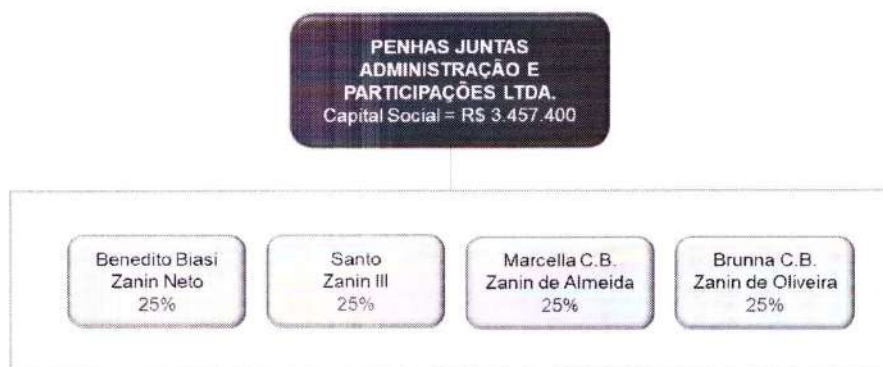 PENHAS JUNTAS
ADMINISTRAÇÃO E
PARTICIPAÇÕES LTDA.
Capital Social = R$ 3.457.400
Benedito Biasi
Zanin Neto
25%
Santo
Zanin III
25%
Marcella C.B.
Zanin de Almeida
25%
Brunna C.B.
Zanin de Oliveira
25%